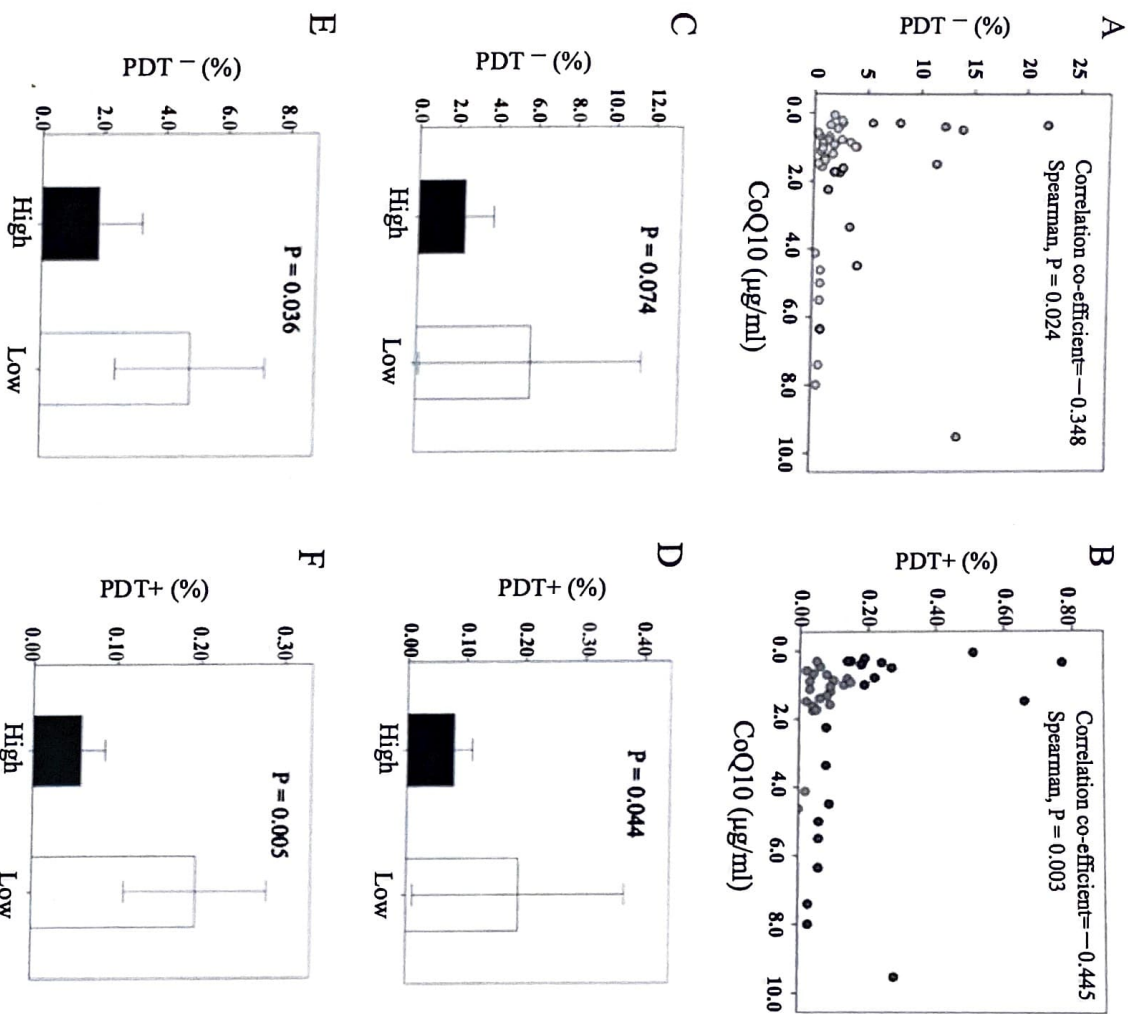 A
PDT − (%)
25
20
15
10
5
0
Correlation co-efficient=−0.348
Spearman, P = 0.024
0.0 2.0 4.0 6.0 8.0 10.0
CoQ10 (μg/ml)
B
PDT+ (%)
0.80
0.60
0.40
0.20
0.00
Correlation co-efficient=−0.445
Spearman, P = 0.003
0.0 2.0 4.0 6.0 8.0 10.0
CoQ10 (μg/ml)
C
PDT − (%)
12.0
10.0
8.0
6.0
4.0
2.0
0.0
P = 0.074
High Low
D
PDT+ (%)
0.40
0.30
0.20
0.10
0.00
P = 0.044
High Low
E
PDT − (%)
8.0
6.0
4.0
2.0
0.0
P = 0.036
High Low
F
PDT+ (%)
0.30
0.20
0.10
0.00
P = 0.005
High Low